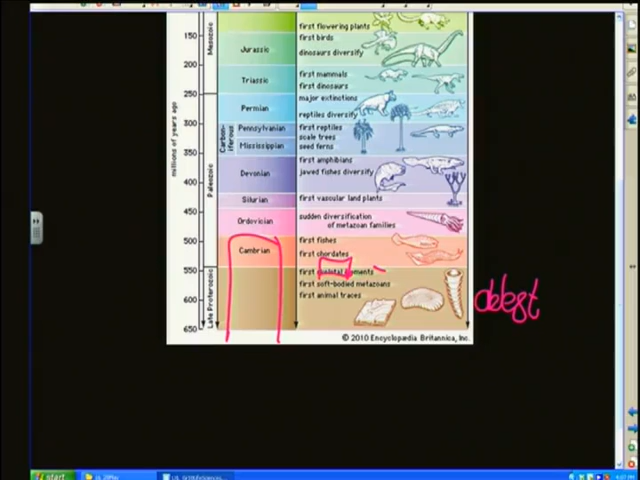 first flowering plants
first birds
150
Mesozoic
Jurassic
dinosaurs diversify
200
Triassic
first mammals
first dinosaurs
250
Permian
major extinctions
reptiles diversify
300
Carbon-
iferous
Pennsylvanian
first reptiles
scale trees
Mississippian
seed ferns
350
millions of years ago
Paleozoic
first amphibians
Devonian
jawed fishes diversify
400
Silurian
first vascular land plants
450
Ordovician
sudden diversification
of metazoan families
500
Cambrian
first fishes
first chordates
550
first skeletal elements
first soft-bodied metazoans
600
Late Proterozoic
first animal traces
650
© 2010 Encyclopædia Britannica, Inc.
start